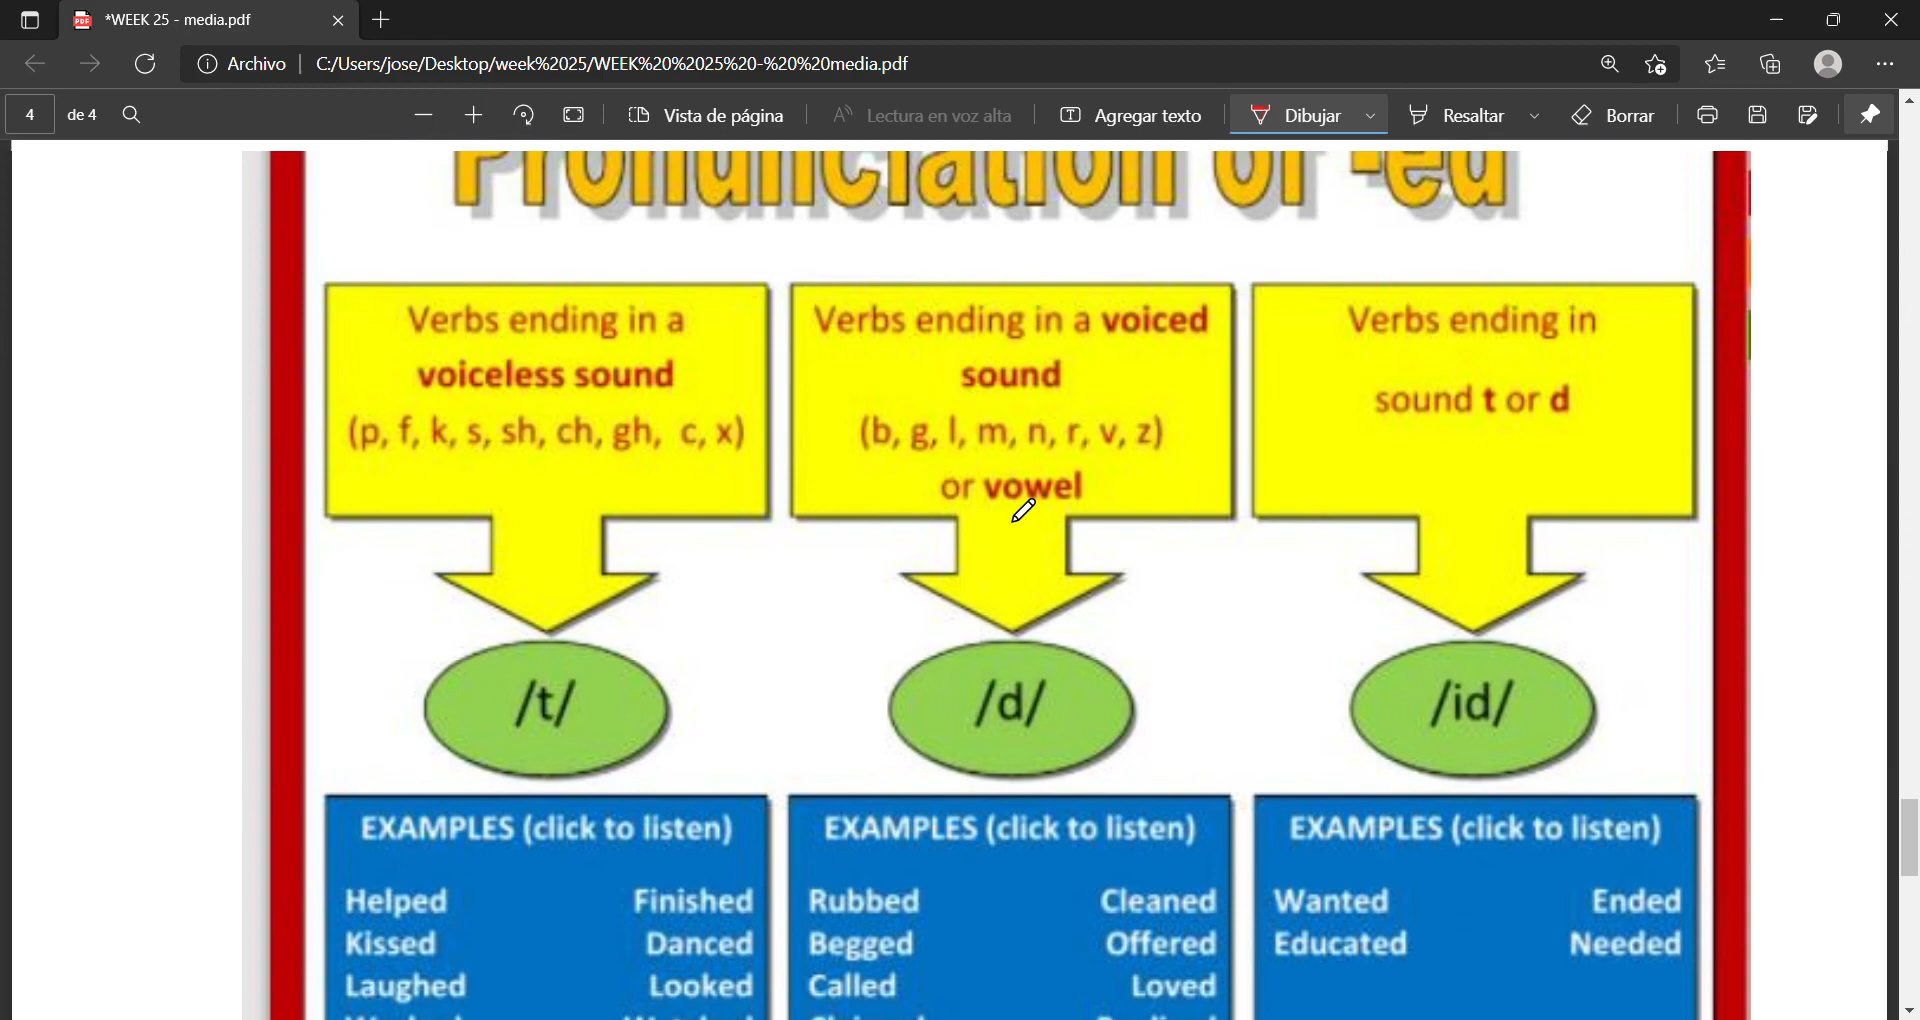 *WEEK 25 - media.pdf
Archivo
C:/Users/jose/Desktop/week%2025/WEEK%20%2025%20-%20%20media.pdf
4 de 4
Vista de página
Lectura en voz alta
Agregar texto
Dibujar
Resaltar
Borrar
Pronunciation of -ed
Verbs ending in a
voiceless sound
(p, f, k, s, sh, ch, gh, c, x)
Verbs ending in a voiced
sound
(b, g, l, m, n, r, v, z)
or vowel
Verbs ending in
sound t or d
/t/
/d/
/id/
EXAMPLES (click to listen)
Helped Finished
Kissed Danced
Laughed Looked
EXAMPLES (click to listen)
Rubbed Cleaned
Begged Offered
Called Loved
EXAMPLES (click to listen)
Wanted Ended
Educated Needed